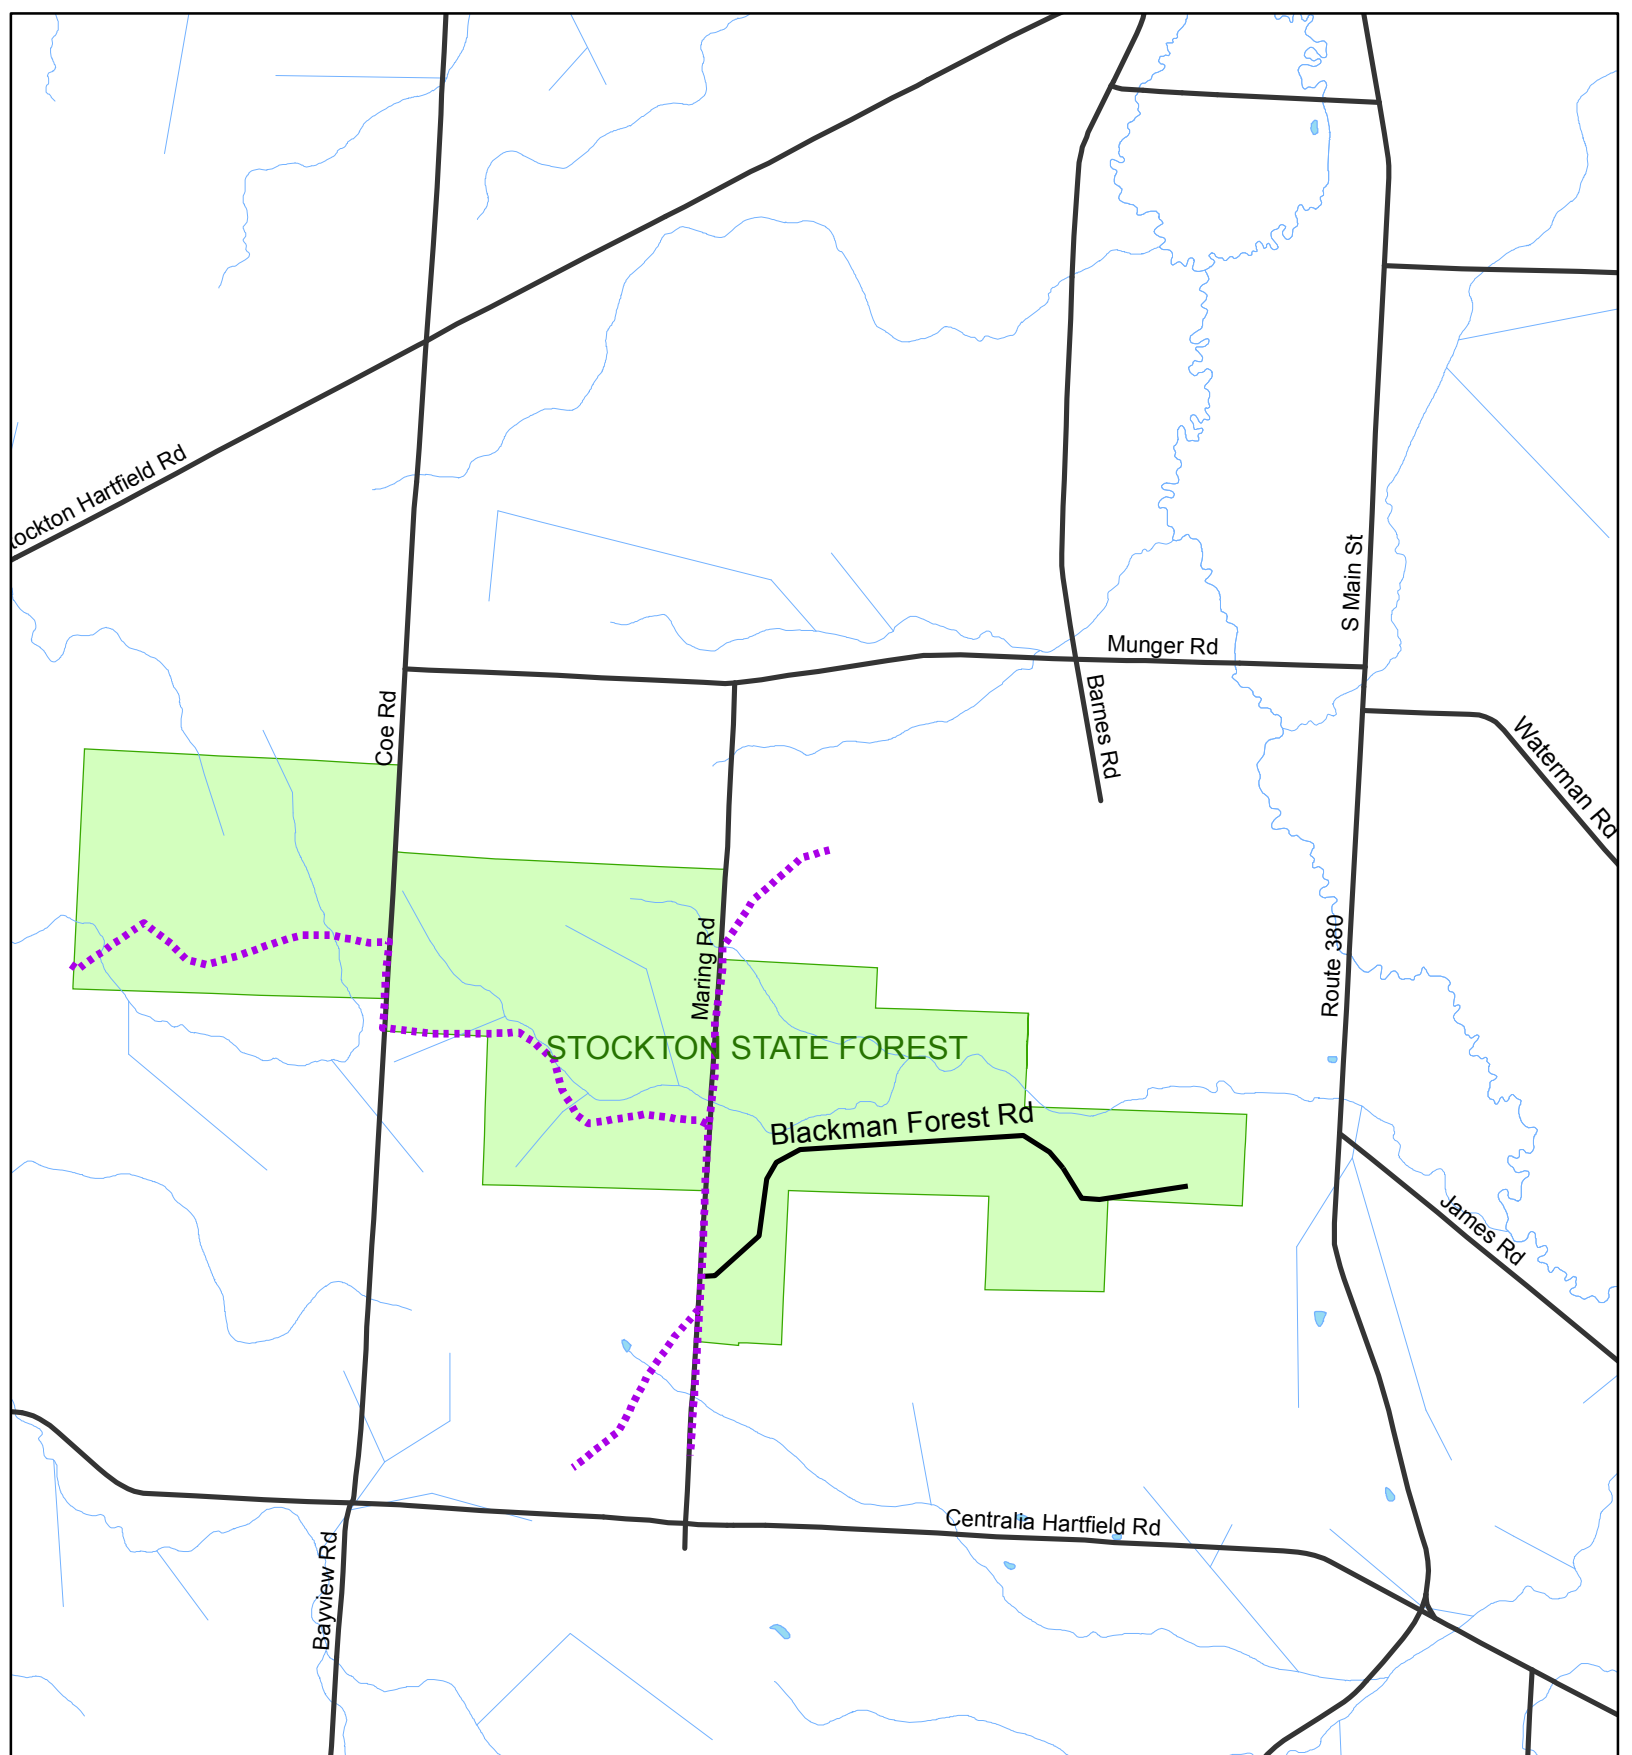 tockton Hartfield Rd
S Main St
Munger Rd
Coe Rd
Barnes Rd
Waterman Rd
Maring Rd
Route 380
STOCKTON STATE FOREST
Blackman Forest Rd
James Rd
Centralia Hartfield Rd
Bayview Rd